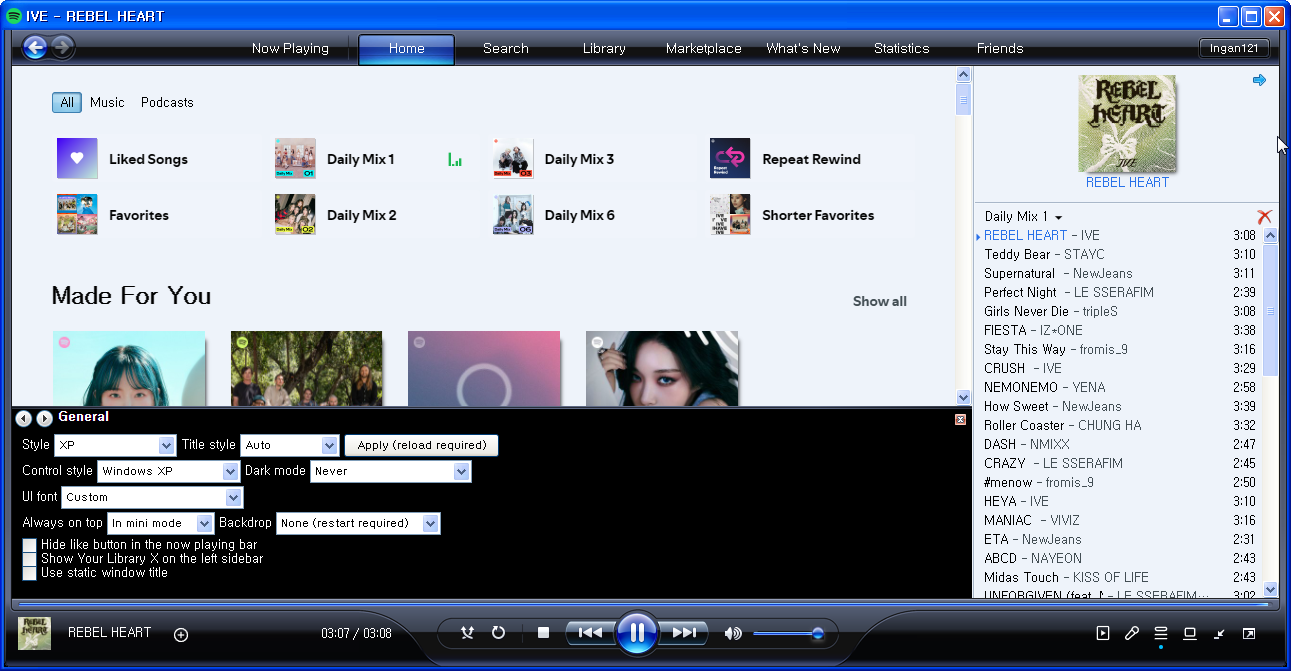 IVE - REBEL HEART
Now Playing
Home
Search
Library
Marketplace
What's New
Statistics
Friends
Ingan121
All
Music
Podcasts
Liked Songs
Daily Mix 1
Daily Mix 3
Repeat Rewind
Favorites
Daily Mix 2
Daily Mix 6
Shorter Favorites
Made For You
Show all
REBEL HEART
IVE
REBEL HEART
Daily Mix 1
REBEL HEART - IVE 3:08
Teddy Bear - STAYC 3:10
Supernatural - NewJeans 3:11
Perfect Night - LE SSERAFIM 2:39
Girls Never Die - tripleS 3:08
FIESTA - IZ*ONE 3:38
Stay This Way - fromis_9 3:16
CRUSH - IVE 3:29
NEMONEMO - YENA 2:58
How Sweet - NewJeans 3:39
Roller Coaster - CHUNG HA 3:32
DASH - NMIXX 2:47
CRAZY - LE SSERAFIM 2:45
#menow - fromis_9 2:50
HEYA - IVE 3:10
MANIAC - VIVIZ 3:16
ETA - NewJeans 2:31
ABCD - NAYEON 2:43
Midas Touch - KISS OF LIFE 2:43
UNFORGIVEN (feat. - LE SSERAFIM... 3:02
General
Style XP Title style Auto Apply (reload required)
Control style Windows XP Dark mode Never
UI font Custom
Always on top In mini mode Backdrop None (restart required)
Hide like button in the now playing bar
Show Your Library X on the left sidebar
Use static window title
REBEL HEART
03:07 / 03:08